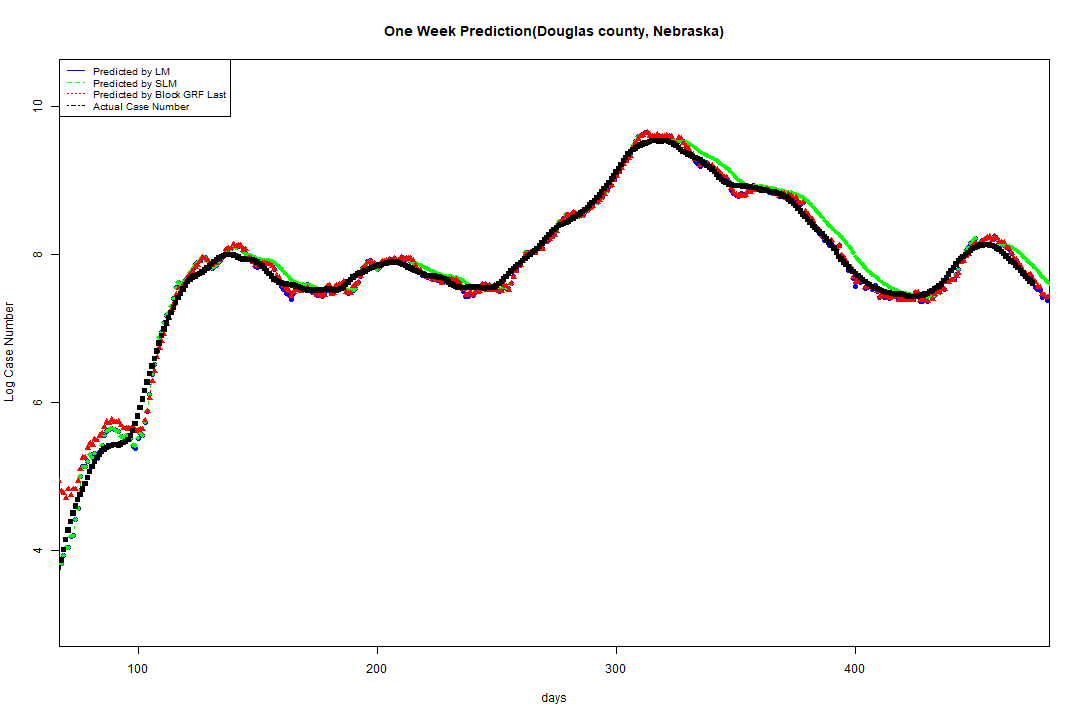 One Week Prediction(Douglas county, Nebraska)
Predicted by LM
Predicted by SLM
Predicted by Block GRF Last
Actual Case Number
10
8
6
4
Log Case Number
100 200 300 400
days